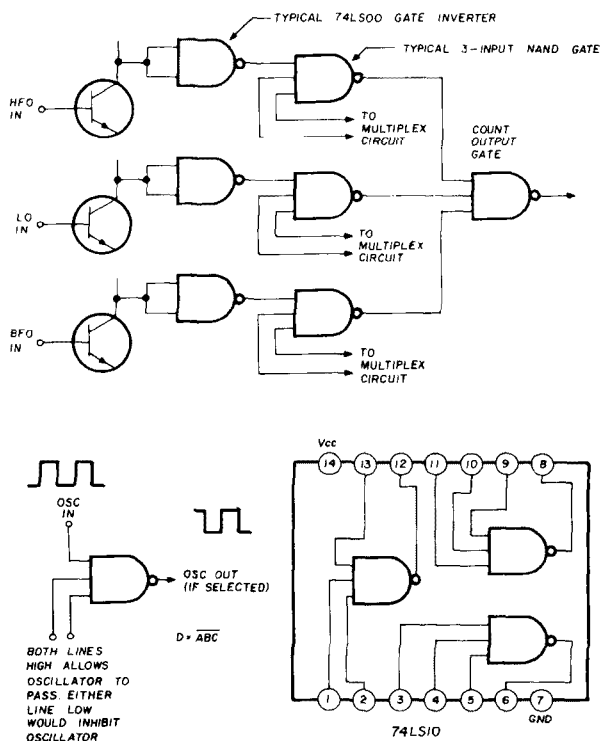 TYPICAL 74LS00 GATE INVERTER
TYPICAL 3-INPUT NAND GATE
HFO
IN
TO
MULTIPLEX
CIRCUIT
COUNT
OUTPUT
GATE
LO
IN
TO
MULTIPLEX
CIRCUIT
BFO
IN
TO
MULTIPLEX
CIRCUIT
OSC
IN
OSC OUT
(IF SELECTED)
D = A̅B̅C̅
BOTH LINES
HIGH ALLOWS
OSCILLATOR TO
PASS. EITHER
LINE LOW
WOULD INHIBIT
OSCILLATOR
Vcc
14 13 12 11 10 9 8
1 2 3 4 5 6 7
GND
74LS10